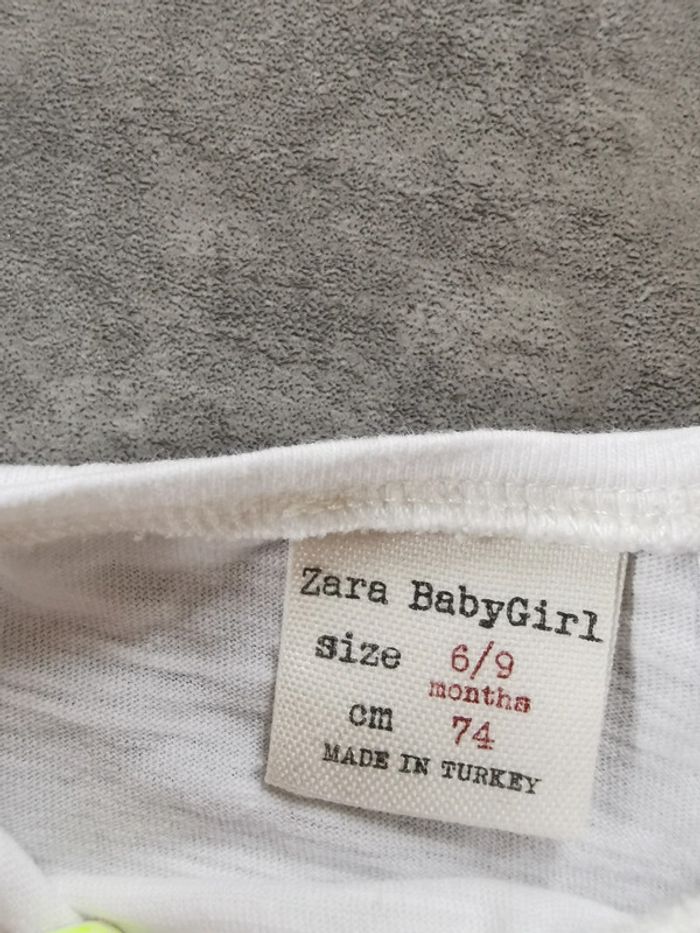 Zara BabyGirl
size 6/9
months
cm 74
MADE IN TURKEY